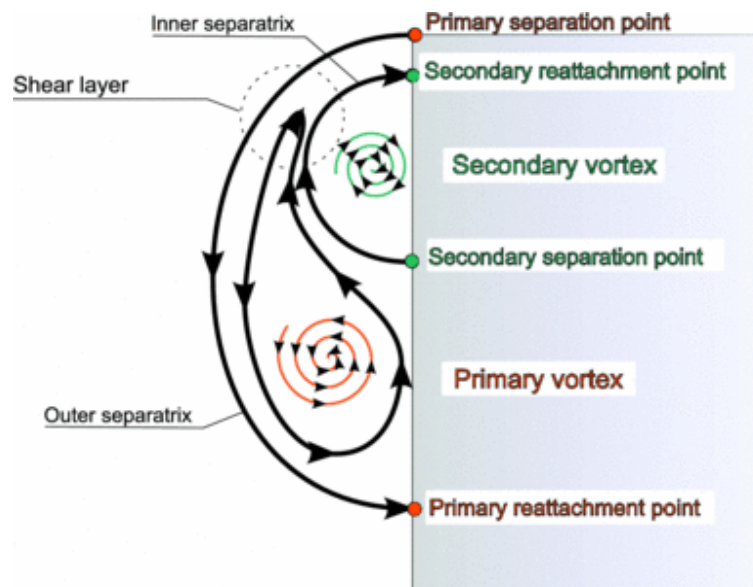 Primary separation point
Inner separatrix
Secondary reattachment point
Shear layer
Secondary vortex
Secondary separation point
Primary vortex
Outer separatrix
Primary reattachment point